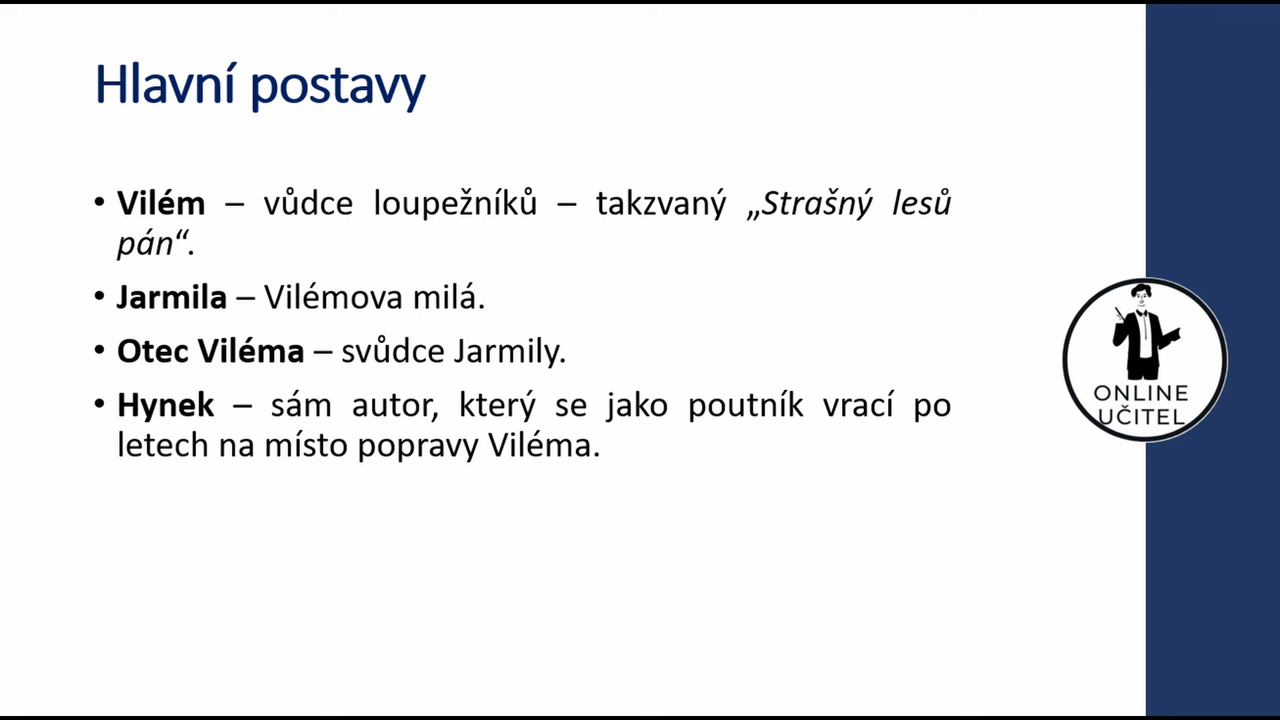 Hlavní postavy
• Vilém – vůdce loupežníků – takzvaný „Strašný lesů
pán“.
• Jarmila – Vilémova milá.
• Otec Viléma – svůdce Jarmily.
• Hynek – sám autor, který se jako poutník vrací po
letech na místo popravy Viléma.
ONLINE
UČITEL